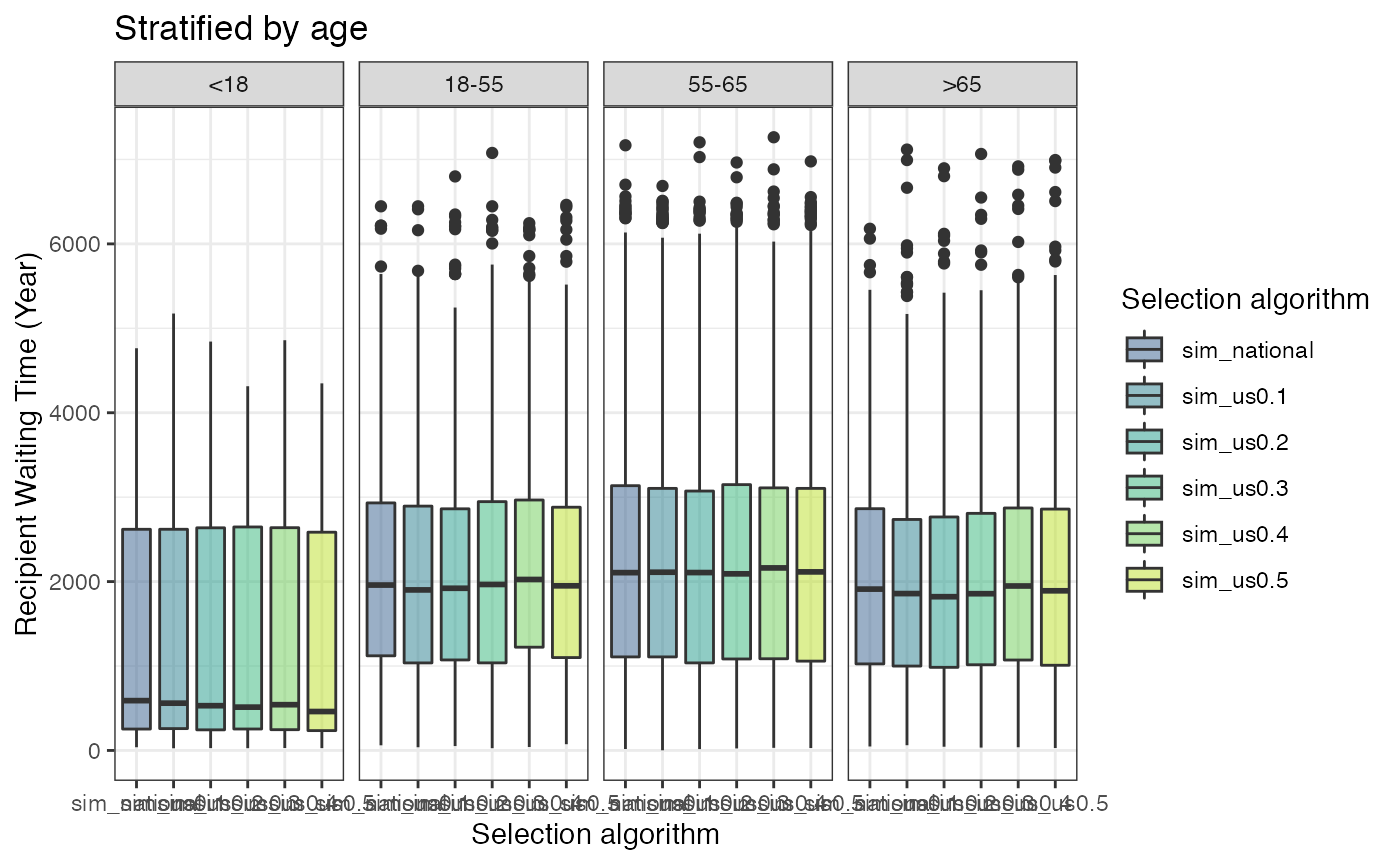 Stratified by age
<18
18-55
55-65
>65
Recipient Waiting Time (Year)
6000
4000
2000
0
Selection algorithm
Selection algorithm
sim_national
sim_us0.1
sim_us0.2
sim_us0.3
sim_us0.4
sim_us0.5